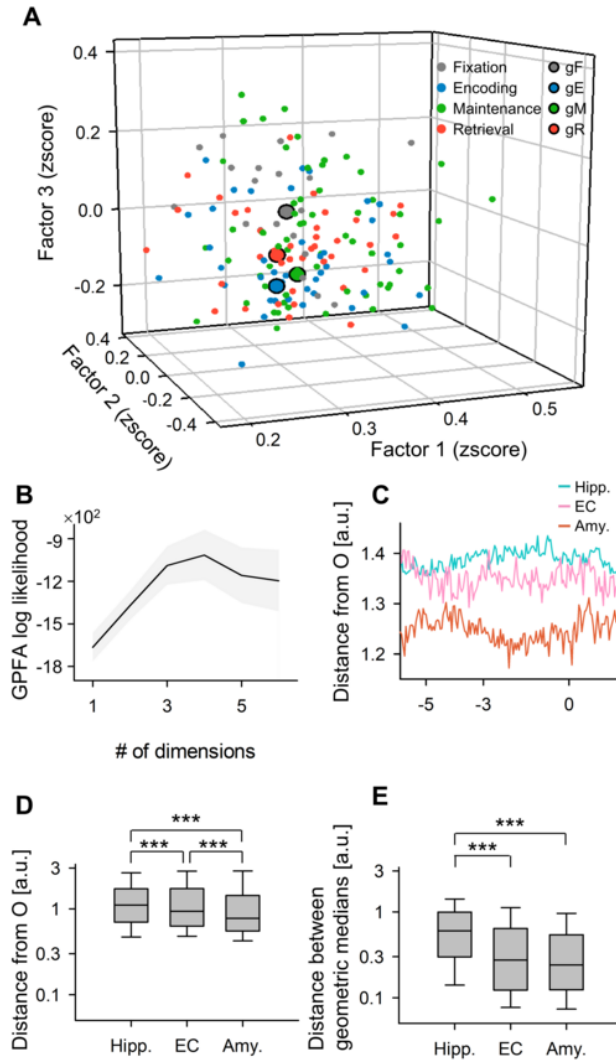 A
Factor 3 (zscore)
0.4
0.2
0.0
-0.2
0.4
0.2
0.0
-0.2
-0.4
Factor 2 (zscore)
0.2
0.3
0.4
0.5
Factor 1 (zscore)
Fixation
Encoding
Maintenance
Retrieval
gF
gE
gM
gR
B
×10²
GPFA log likelihood
-9
-12
-15
-18
1
3
5
# of dimensions
C
Hipp.
EC
Amy.
Distance from O [a.u.]
1.4
1.3
1.2
-5
-3
0
D
Distance from O [a.u.]
3
1
0.3
0.1
***
***
***
Hipp.
EC
Amy.
E
Distance between
geometric medians [a.u.]
3
1
0.3
0.1
***
***
Hipp.
EC
Amy.